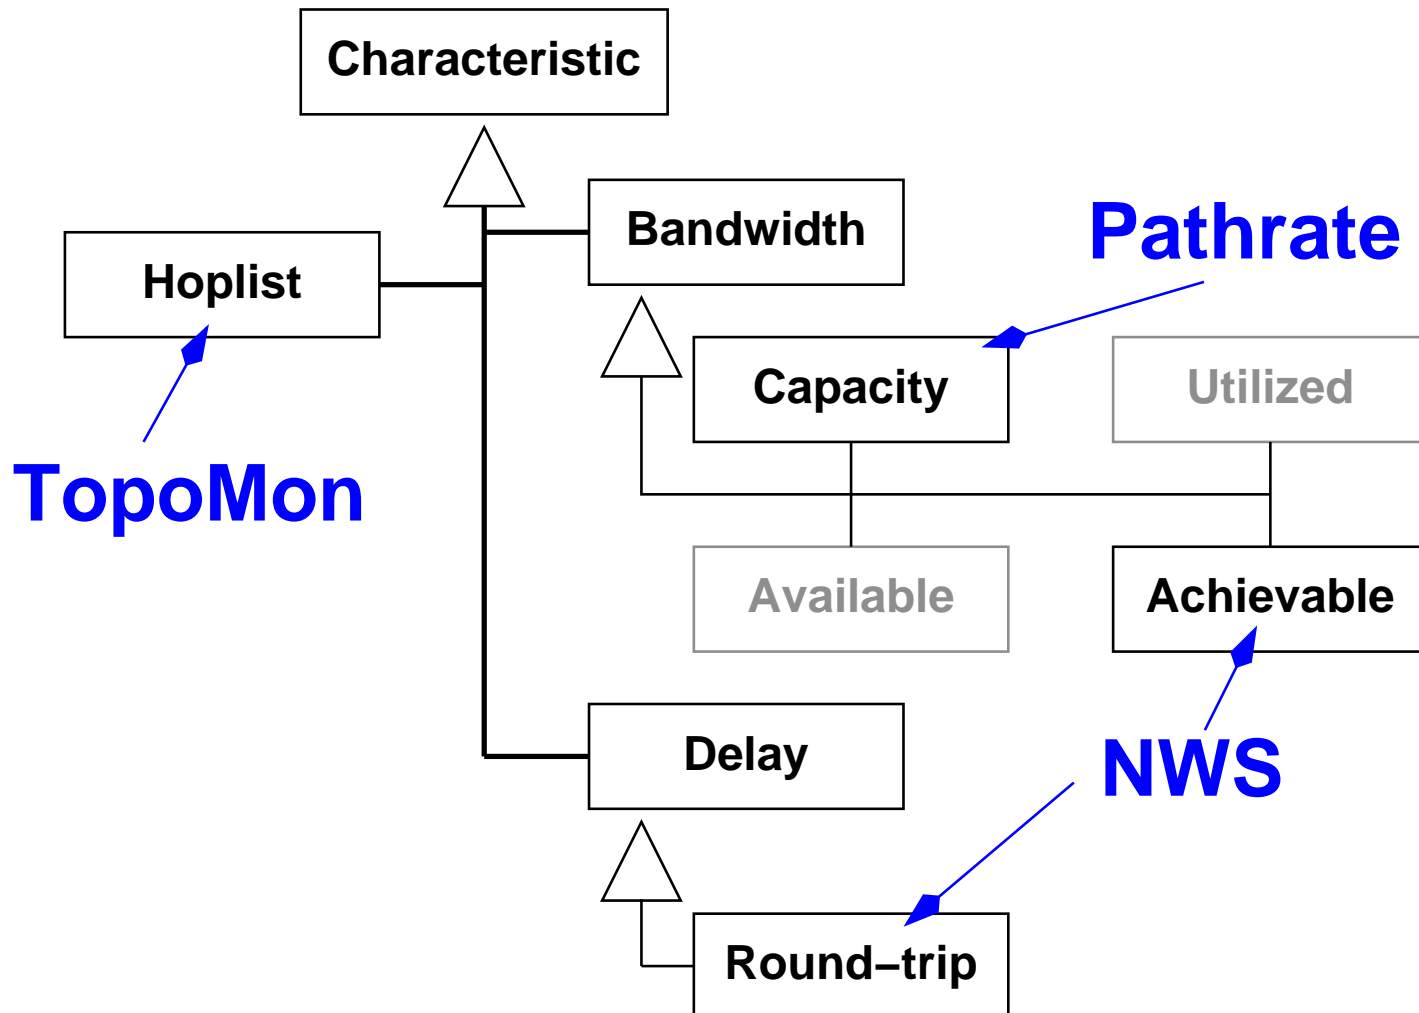 Characteristic
Bandwidth
Pathrate
Hoplist
Capacity
Utilized
TopoMon
Available
Achievable
Delay
NWS
Round−trip